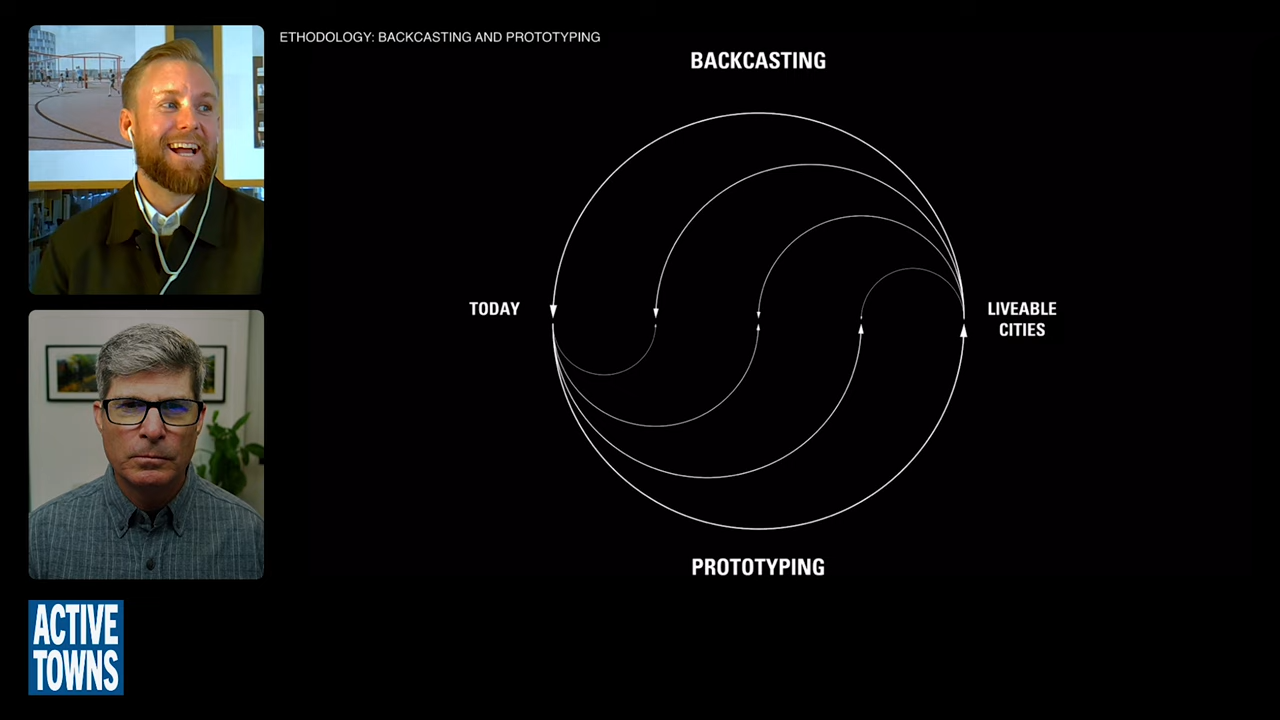 ETHODOLOGY: BACKCASTING AND PROTOTYPING
BACKCASTING
TODAY
LIVEABLE
CITIES
PROTOTYPING
ACTIVE
TOWNS